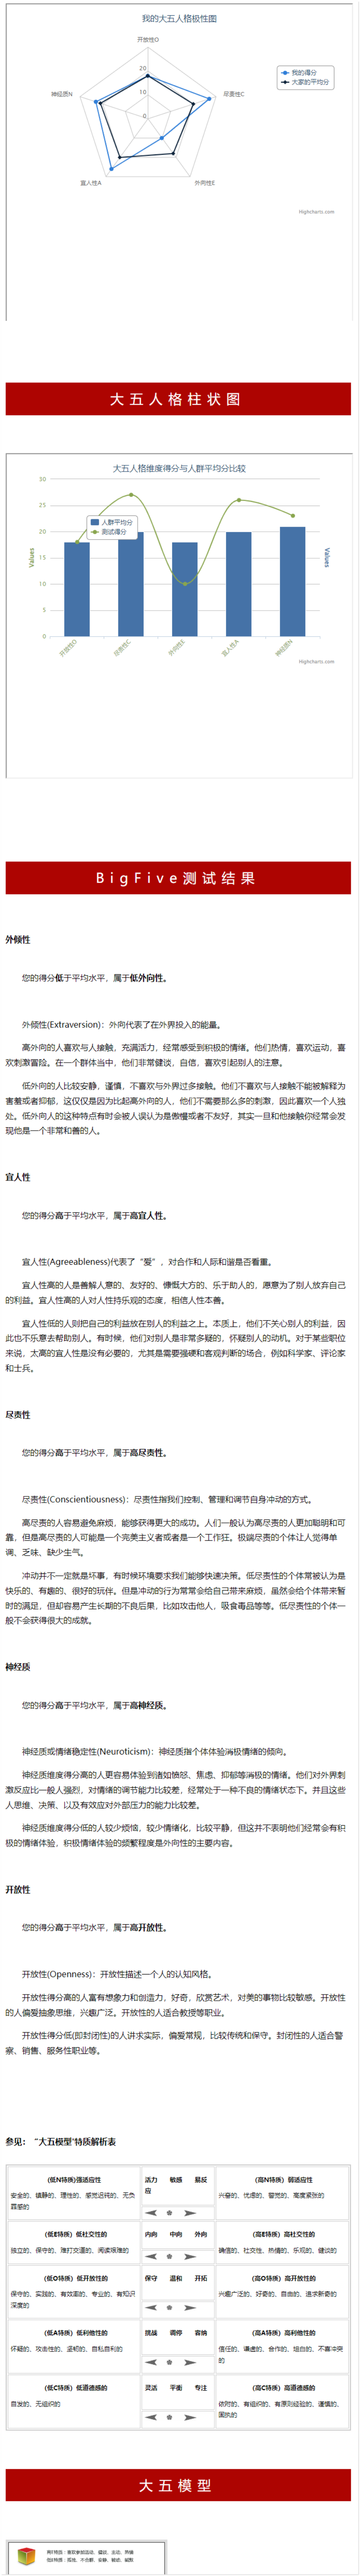 我的大五人格极性图
开放性O
我的得分
大家的平均分
20
10
0
神经质N
尽责性C
宜人性A
外向性E
Highcharts.com
大五人格柱状图
大五人格维度得分与人群平均分比较
30
25
20
15
10
5
0
Values
人群平均分
测试得分
Values
开放性O
尽责性C
外向性E
宜人性A
神经质N
Highcharts.com
BigFive测试结果
外倾性
您的得分低于平均水平，属于低外向性。
外倾性(Extraversion)：外向代表了在外界投入的能量。
高外向的人喜欢与人接触，充满活力，经常感受到积极的情绪。他们热情，喜欢运动，喜
欢刺激冒险。在一个群体当中，他们非常健谈，自信，喜欢引起别人的注意。
低外向的人比较安静，谨慎，不喜欢与外界过多接触。他们不喜欢与人接触不能被解释为
害羞或者抑郁，这仅仅是因为比起高外向的人，他们不需要那么多的刺激，因此喜欢一个人独
处。低外向人的这种特点有时会被人误认为是傲慢或者不友好，其实一旦和他接触你经常会发
现他是一个非常和善的人。
宜人性
您的得分高于平均水平，属于高宜人性。
宜人性(Agreeableness)代表了“爱”，对合作和人际和谐是否看重。
宜人性高的人是善解人意的、友好的、慷慨大方的、乐于助人的，愿意为了别人放弃自己
的利益。宜人性高的人对人性持乐观的态度，相信人性本善。
宜人性低的人则把自己的利益放在别人的利益之上。本质上，他们不关心别人的利益，因
此也不乐意去帮助别人。有时候，他们对别人是非常多疑的，怀疑别人的动机。对于某些职位
来说，太高的宜人性是没有必要的，尤其是需要强硬和客观判断的场合，例如科学家、评论家
和士兵。
尽责性
您的得分高于平均水平，属于高尽责性。
尽责性(Conscientiousness)：尽责性指我们控制、管理和调节自身冲动的方式。
高尽责的人容易避免麻烦，能够获得更大的成功。人们一般认为高尽责的人更加聪明和可
靠，但是高尽责的人可能是一个完美主义者或者是一个工作狂。极端尽责的个体让人觉得单
调、乏味、缺少生气。
冲动并不一定就是坏事，有时候环境要求我们能够快速决策。低尽责性的个体常被认为是
快乐的、有趣的、很好的玩伴。但是冲动的行为常常会给自己带来麻烦，虽然会给个体带来暂
时的满足，但却容易产生长期的不良后果，比如攻击他人，吸食毒品等等。低尽责性的个体一
般不会获得很大的成就。
神经质
您的得分高于平均水平，属于高神经质。
神经质或情绪稳定性(Neuroticism)：神经质指个体体验消极情绪的倾向。
神经质维度得分高的人更容易体验到诸如愤怒、焦虑、抑郁等消极的情绪。他们对外界刺
激反应比一般人强烈，对情绪的调节能力比较差，经常处于一种不良的情绪状态下。并且这些
人思维、决策、以及有效应对外部压力的能力比较差。
神经质维度得分低的人较少烦恼，较少情绪化，比较平静，但这并不表明他们经常会有积
极的情绪体验，积极情绪体验的频繁程度是外向性的主要内容。
开放性
您的得分高于平均水平，属于高开放性。
开放性(Openness)：开放性描述一个人的认知风格。
开放性得分高的人富有想象力和创造力，好奇，欣赏艺术，对美的事物比较敏感。开放性
的人偏爱抽象思维，兴趣广泛。开放性的人适合教授等职业。
开放性得分低(即封闭性)的人讲求实际，偏爱常规，比较传统和保守。封闭性的人适合警
察、销售、服务性职业等。
参见：“大五模型”特质解析表
(低N特质)强适应性
活力 敏感 易反应
(高N特质）弱适应性
安全的、镇静的、理性的、感觉迟钝的、无负
罪感的
兴奋的、忧虑的、警觉的、高度紧张的
(低E特质）低社交性的
内向 中向 外向
(高E特质）高社交性的
独立的、保守的、难打交道的、阅读艰难的
确信的、社交性、热情的、乐观的、健谈的
(低O特质）低开放性的
保守 温和 开拓
(高O特质）高开放性的
保守的、实践的、有效率的、专业的、有知识
深度的
兴趣广泛的、好奇的、自由的、追求新奇的
(低A特质）低利他性的
挑战 调停 容纳
(高A特质）高利他性的
怀疑的、攻击性的、坚韧的、自私自利的
信任的、谦虚的、合作的、坦白的、不喜冲突
的
(低C特质）低道德感的
灵活 平衡 专注
(高C特质）高道德感的
自发的、无组织的
依附的、有组织的、有原则经验的、谨慎的、
固执的
大五模型